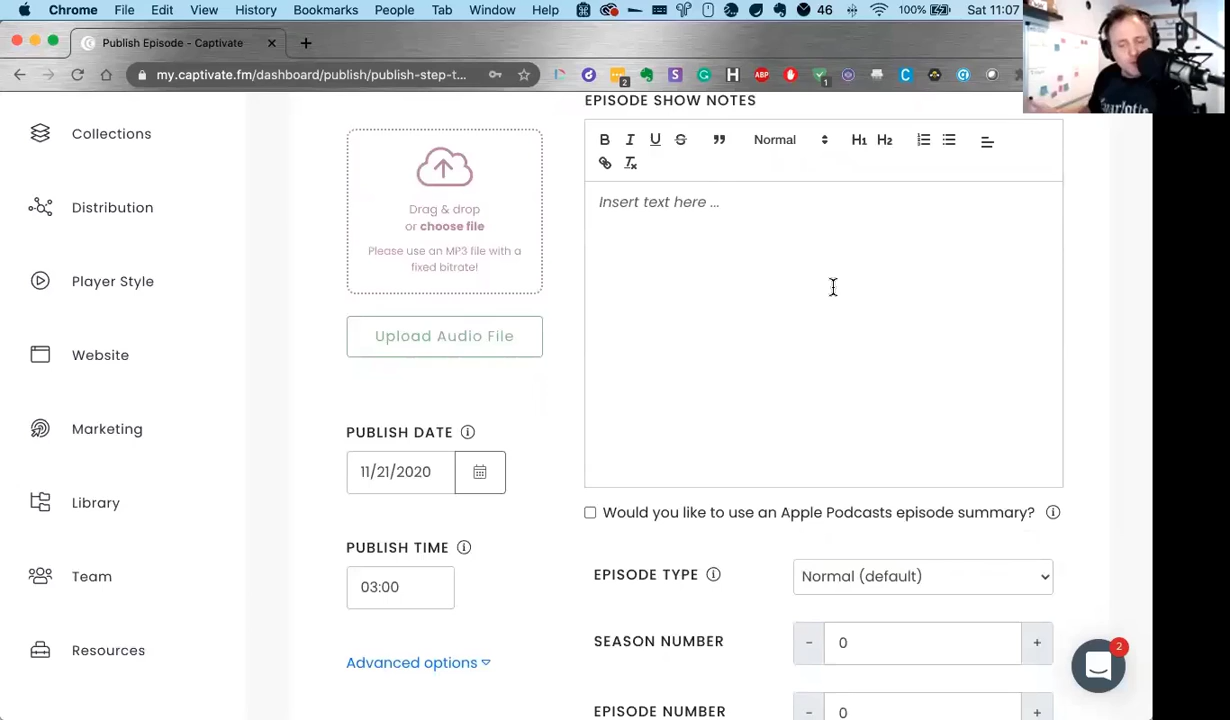 Chrome File Edit View History Bookmarks People Tab Window Help 46 100% Sat 11:07
Publish Episode - Captivate
my.captivate.fm/dashboard/publish/publish-step-t...
EPISODE SHOW NOTES
Collections
Distribution
Player Style
Website
Marketing
Library
Team
Resources
Drag & drop
or choose file
Please use an MP3 file with a
fixed bitrate!
Upload Audio File
PUBLISH DATE
11/21/2020
PUBLISH TIME
03:00
Advanced options
B I U S Normal H1 H2
Insert text here ...
Would you like to use an Apple Podcasts episode summary?
EPISODE TYPE
Normal (default)
SEASON NUMBER
- 0 +
EPISODE NUMBER
- 0 +
2